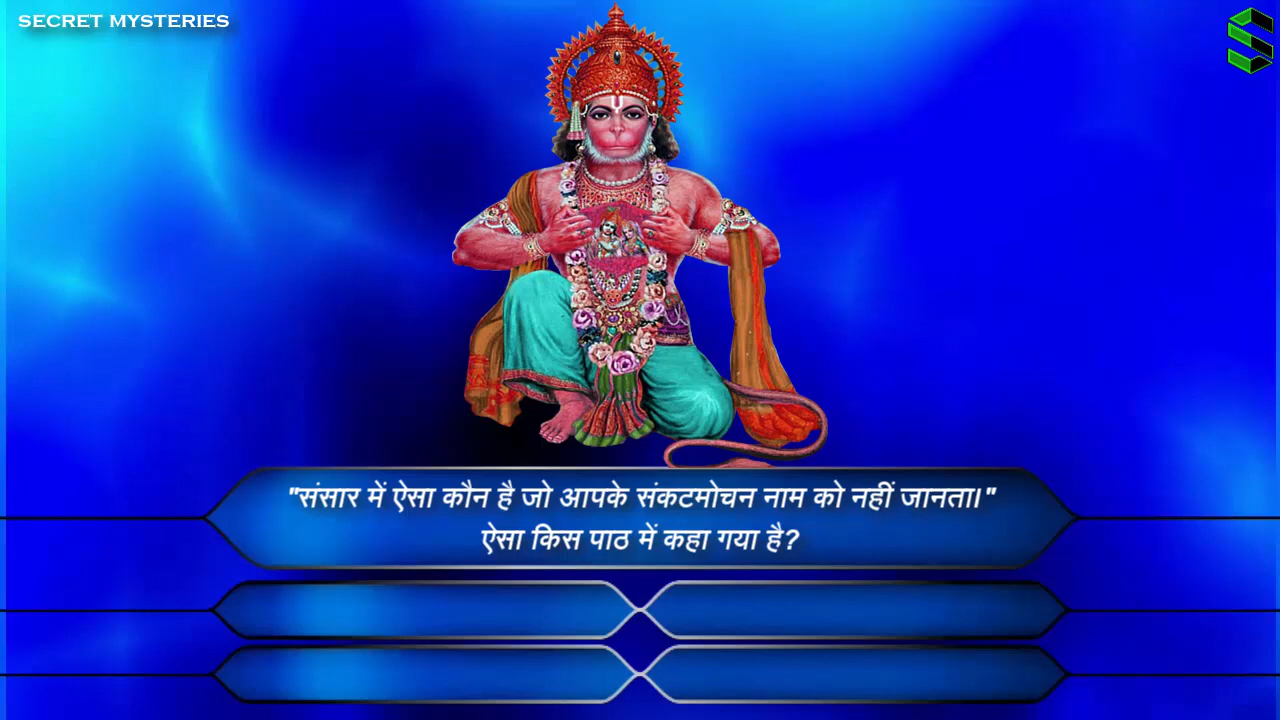 SECRET MYSTERIES
"संसार में ऐसा कौन है जो आपके संकटमोचन नाम को नहीं जानता।"
ऐसा किस पाठ में कहा गया है?